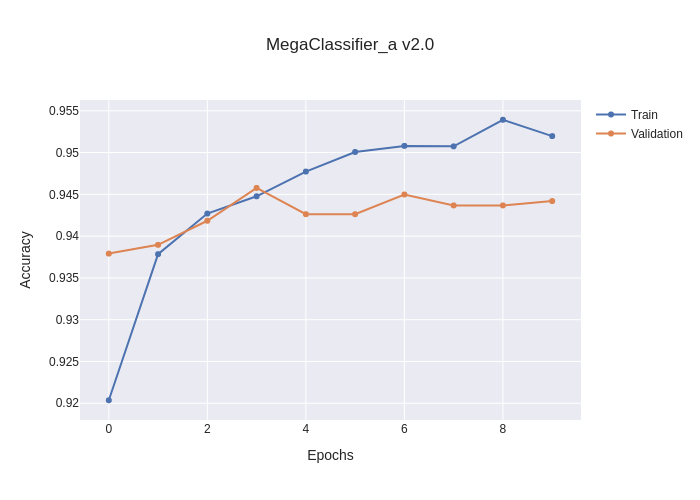 MegaClassifier_a v2.0
0.955
0.95
0.945
0.94
0.935
0.93
0.925
0.92
Accuracy
0 2 4 6 8
Epochs
Train
Validation